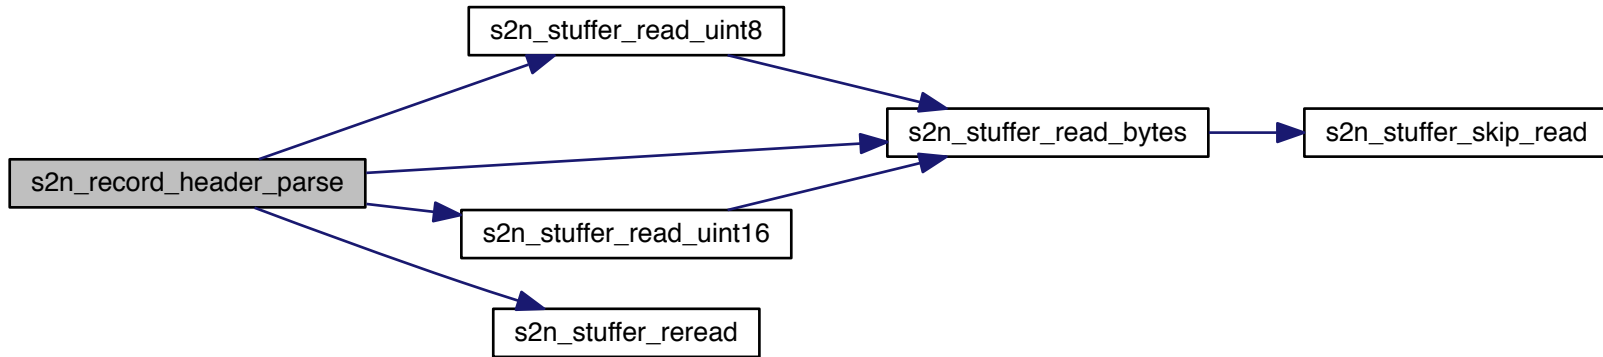 s2n_stuffer_read_uint8
s2n_stuffer_read_bytes
s2n_stuffer_skip_read
s2n_record_header_parse
s2n_stuffer_read_uint16
s2n_stuffer_reread